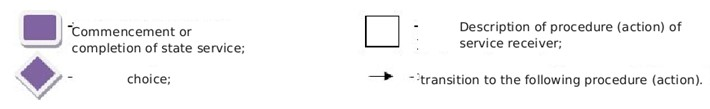 - Commencement or
completion of state service;
- Description of procedure (action) of
service receiver;
- choice;
- transition to the following procedure (action).